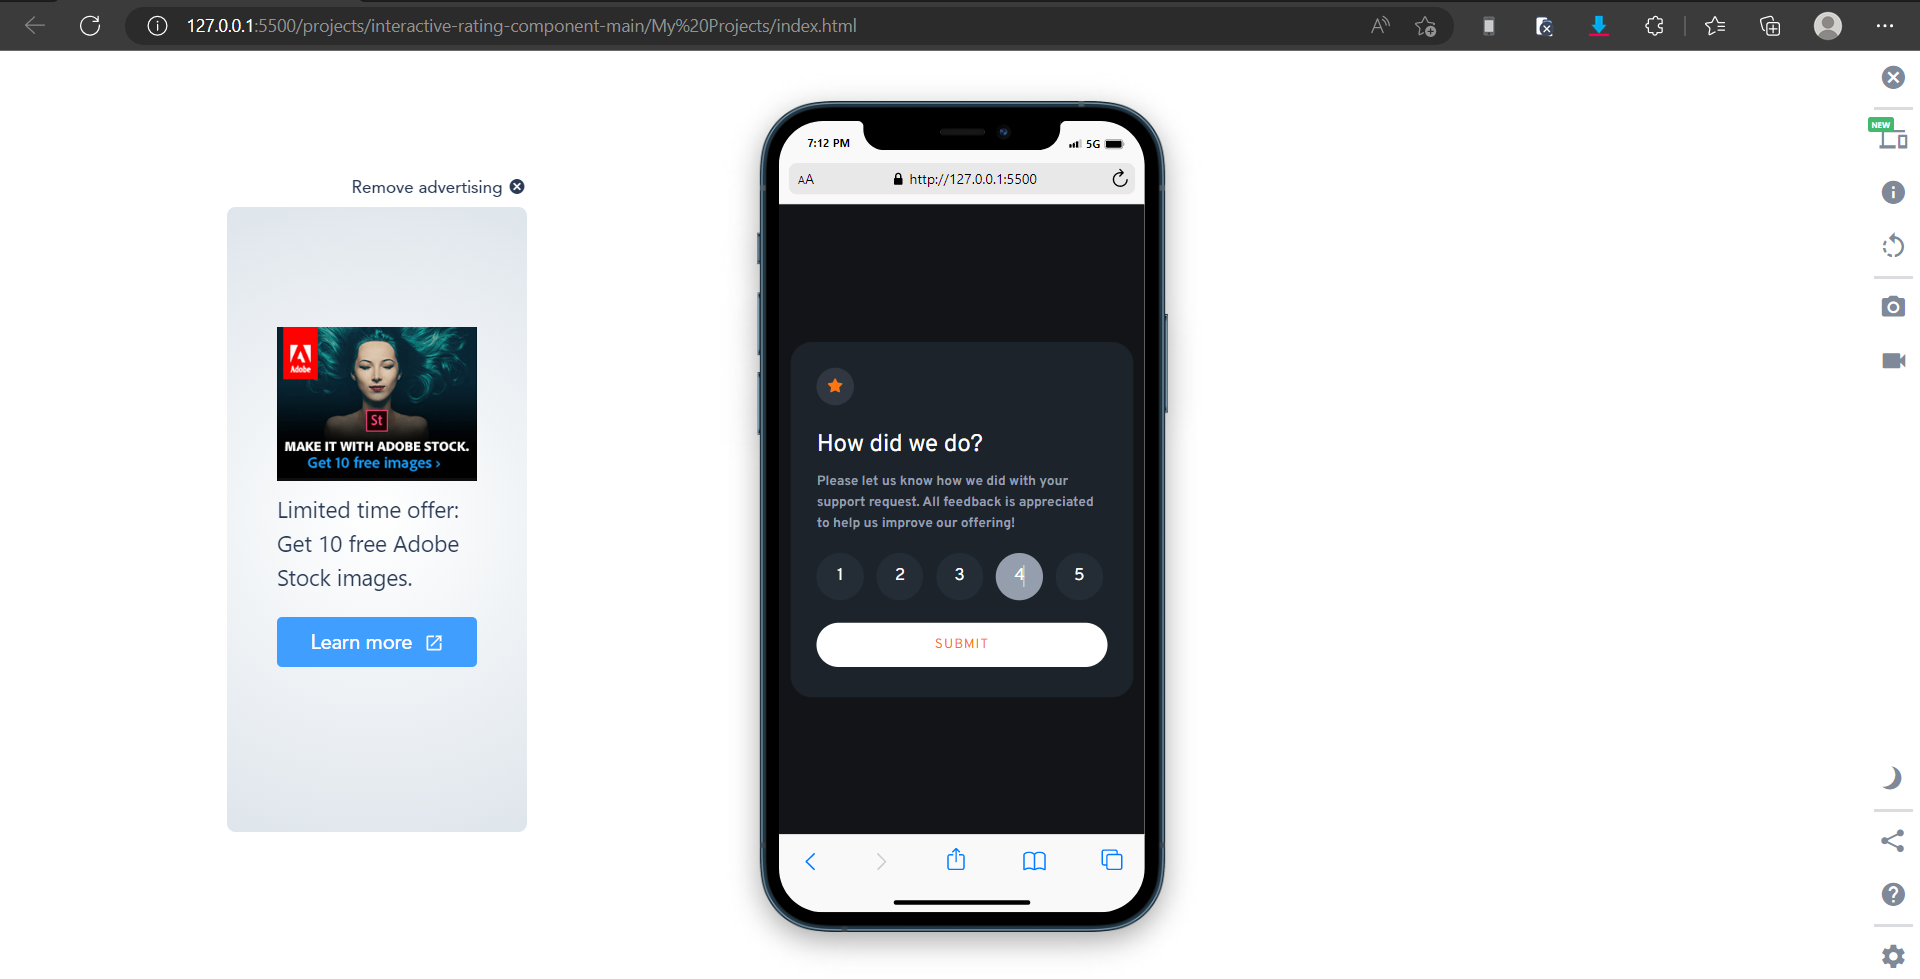 127.0.0.1:5500/projects/interactive-rating-component-main/My%20Projects/index.html
A
NEW
Remove advertising
Adobe
St
MAKE IT WITH ADOBE STOCK.
Get 10 free images ›
Limited time offer:
Get 10 free Adobe
Stock images.
Learn more
7:12 PM
5G
AA
http://127.0.0.1:5500
How did we do?
Please let us know how we did with your
support request. All feedback is appreciated
to help us improve our offering!
1 2 3 4 5
SUBMIT